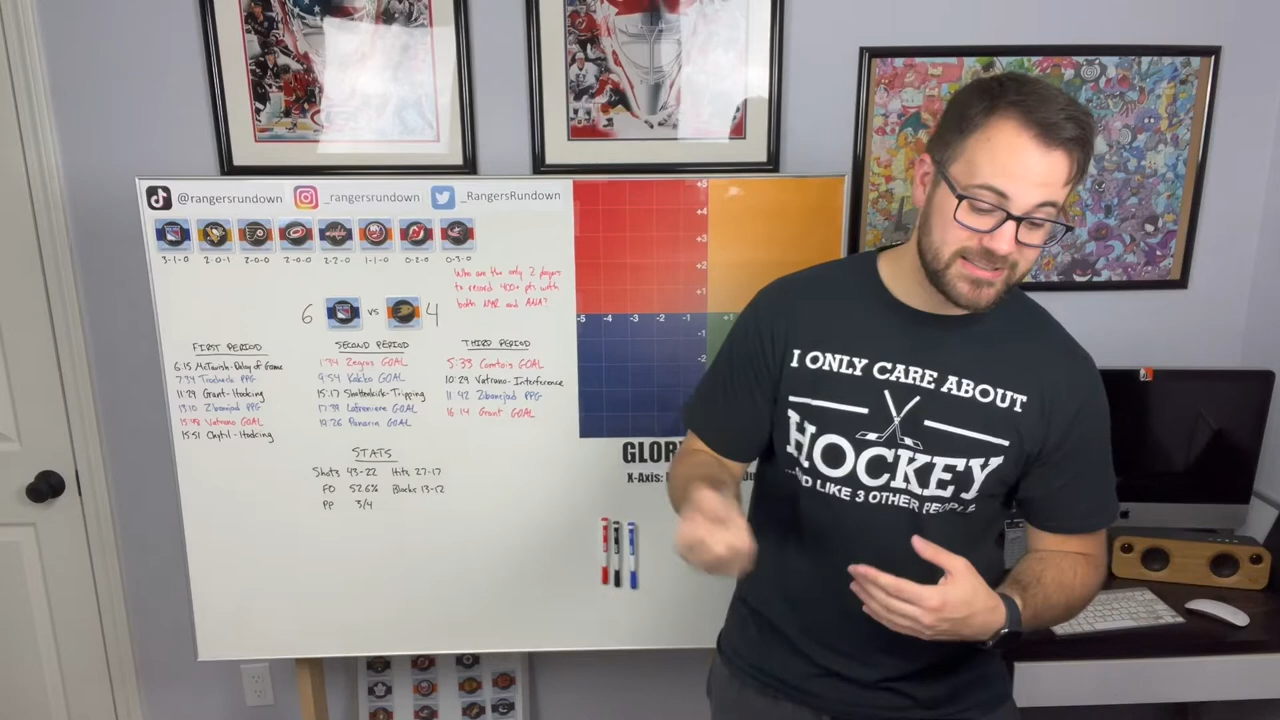 @rangersrundown _rangersrundown _RangersRundown
3-1-0 2-0-1 2-0-0 2-0-0 2-2-0 1-1-0 0-2-0 0-3-0
Who are the only 2 players
to record 400+ pts with
both NYR and ANA?
6 vs 4
FIRST PERIOD
6:15 McTavish-Delay of Game
7:34 Trocheck PPG
11:29 Grant-Hooking
13:10 Zibanejad PPG
15:48 Vatrano GOAL
15:51 Chytil-Hooking
SECOND PERIOD
1:34 Zegras GOAL
9:54 Kakko GOAL
15:17 Shattenkirk-Tripping
17:39 Lafreniere GOAL
19:26 Panarin GOAL
THIRD PERIOD
5:33 Comtois GOAL
10:29 Vatrano-Interference
11:42 Zibanejad PPG
16:14 Grant GOAL
STATS
Shots 43-22 Hits 27-17
FO 52.6% Blocks 13-12
PP 3/4
+5
+4
+3
+2
+1
-5 -4 -3 -2 -1 +1
-1
-2
GLOR
X-Axis:
I ONLY CARE ABOUT
HOCKEY
LIKE 3 OTHER PEOPLE